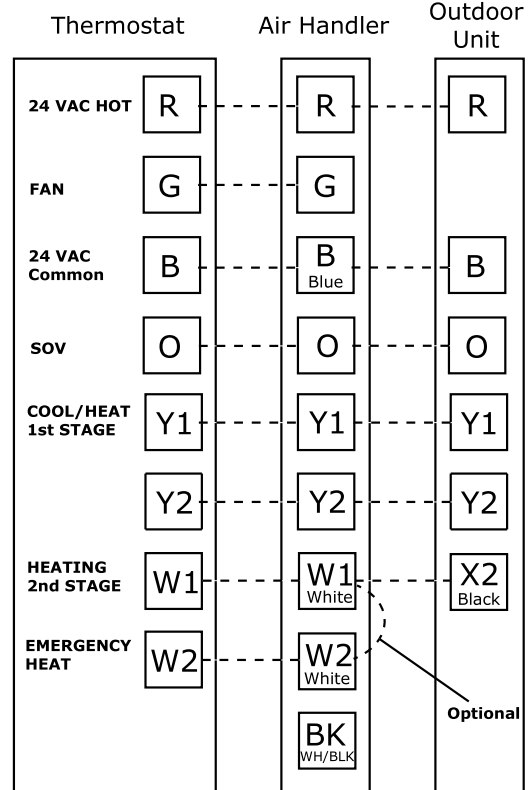 Thermostat
Air Handler
Outdoor
Unit
24 VAC HOT
R
R
R
FAN
G
G
24 VAC
Common
B
B
Blue
B
SOV
O
O
O
COOL/HEAT
1st STAGE
Y1
Y1
Y1
Y2
Y2
Y2
HEATING
2nd STAGE
W1
W1
White
X2
Black
EMERGENCY
HEAT
W2
W2
White
Optional
BK
WH/BLK